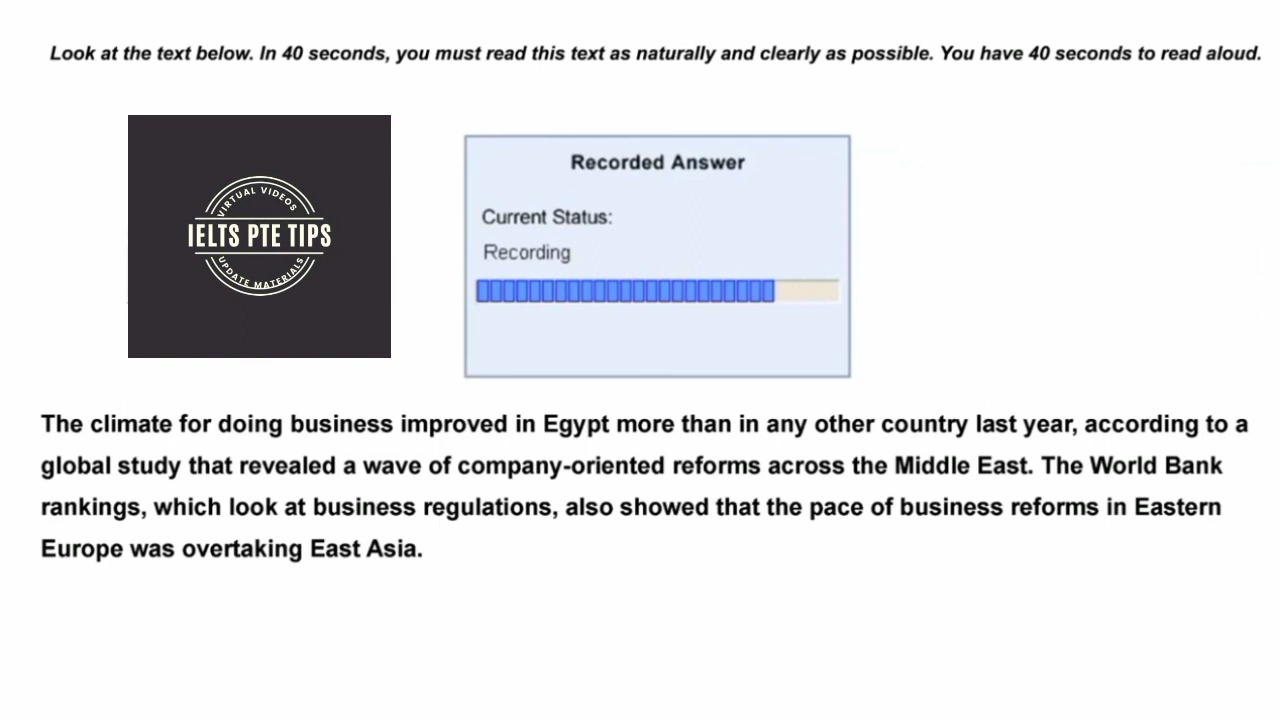 Look at the text below. In 40 seconds, you must read this text as naturally and clearly as possible. You have 40 seconds to read aloud.
VIRTUAL VIDEOS
IELTS PTE TIPS
UPDATE MATERIALS
Recorded Answer
Current Status:
Recording
The climate for doing business improved in Egypt more than in any other country last year, according to a
global study that revealed a wave of company-oriented reforms across the Middle East. The World Bank
rankings, which look at business regulations, also showed that the pace of business reforms in Eastern
Europe was overtaking East Asia.